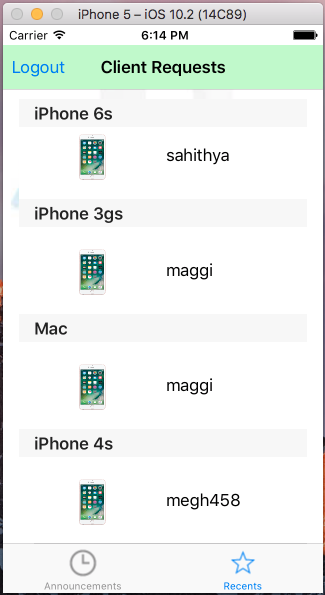 iPhone 5 – iOS 10.2 (14C89)
Carrier 6:14 PM
Logout Client Requests
iPhone 6s
sahithya
iPhone 3gs
maggi
Mac
maggi
iPhone 4s
megh458
Announcements Recents